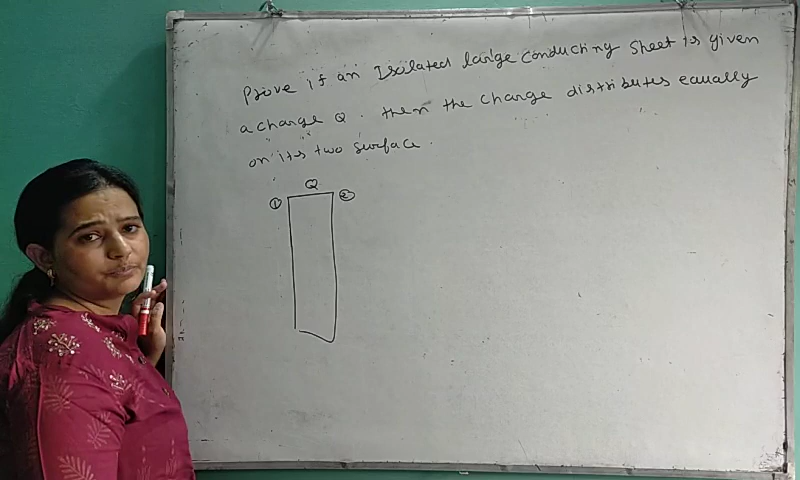 Prove if an Isolated large conducting sheet is given
a charge Q. then the charge distributes equally
on its two surface.
Q
① ②